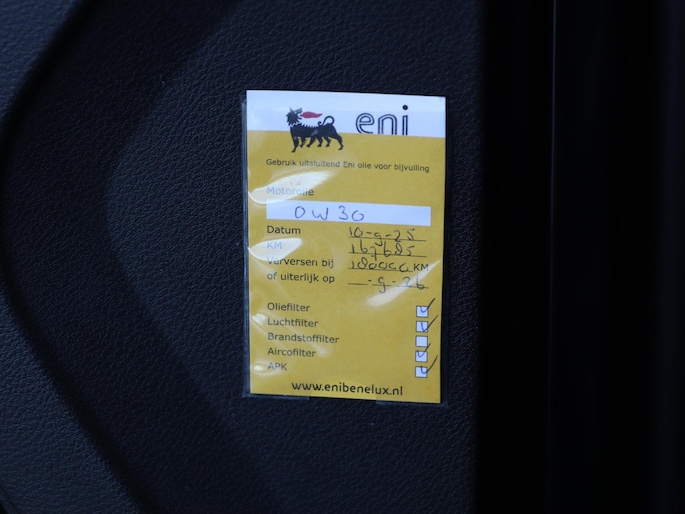 eni
Gebruik uitsluitend Eni olie voor bijvulling
Motorolie
0W30
Datum 10-9-25
KM 167685
Verversen bij 180000 KM
of uiterlijk op -9-26
Oliefilter
Luchtfilter
Brandstoffilter
Aircofilter
APK
www.enibenelux.nl